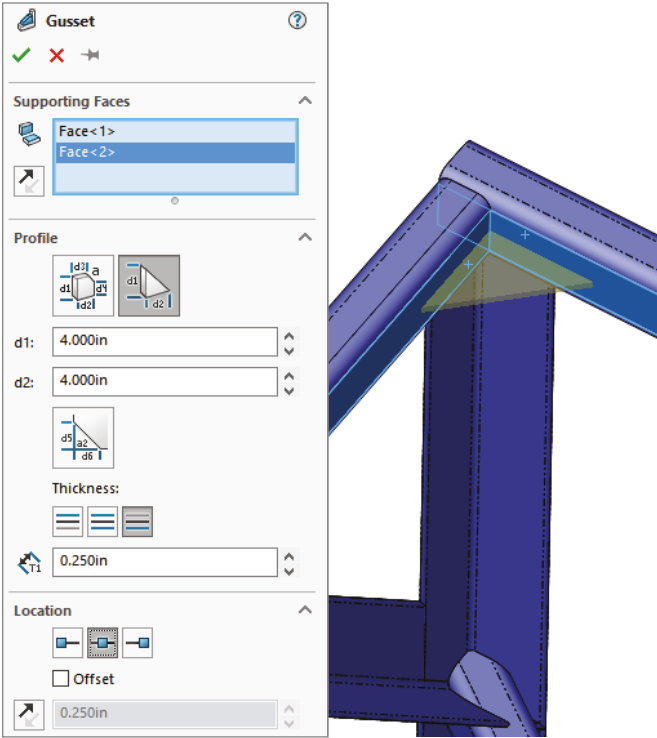 Gusset
Supporting Faces
Face<1>
Face<2>
Profile
d3 a
d1 d4
d2
d1
d2
d1: 4.000in
d2: 4.000in
d5 a2
d6
Thickness:
T1 0.250in
Location
Offset
0.250in